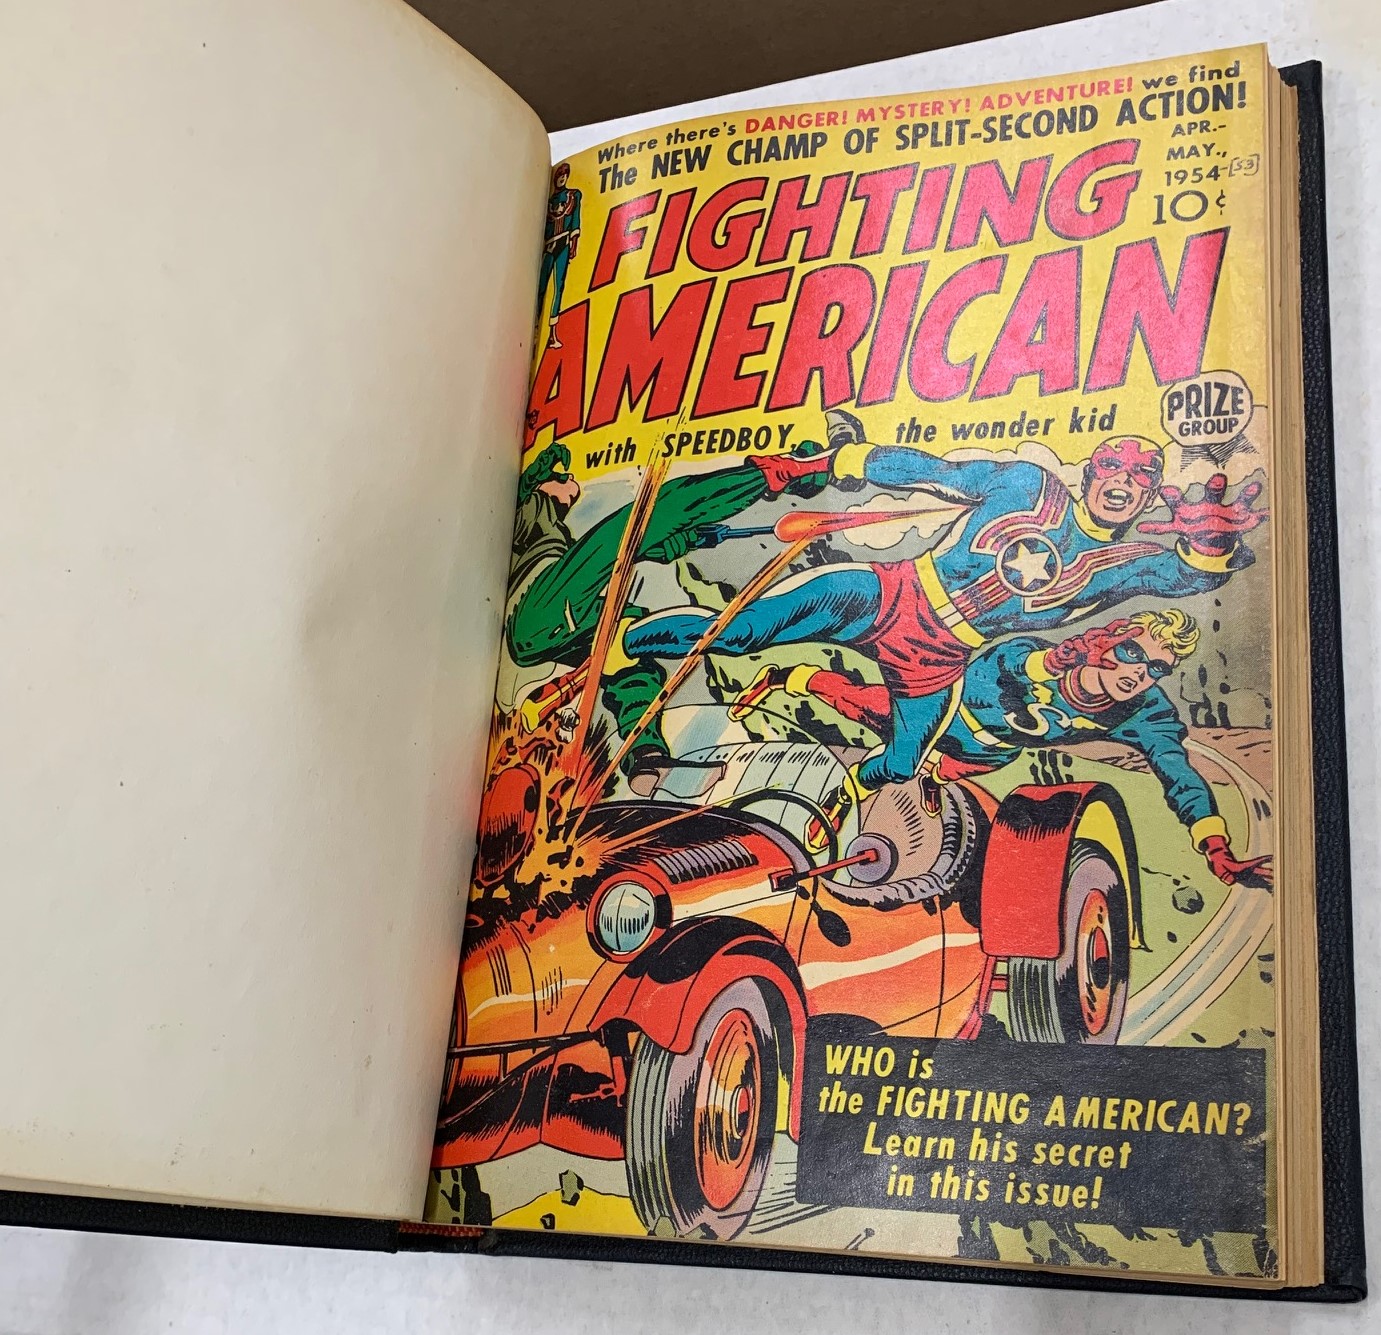 Where there's DANGER! MYSTERY! ADVENTURE! we find
The NEW CHAMP OF SPLIT-SECOND ACTION!
APR.-
MAY.,
1954-[53]
10¢
FIGHTING
AMERICAN
PRIZE
GROUP
with SPEEDBOY, the wonder kid
S
WHO is
the FIGHTING AMERICAN?
Learn his secret
in this issue!